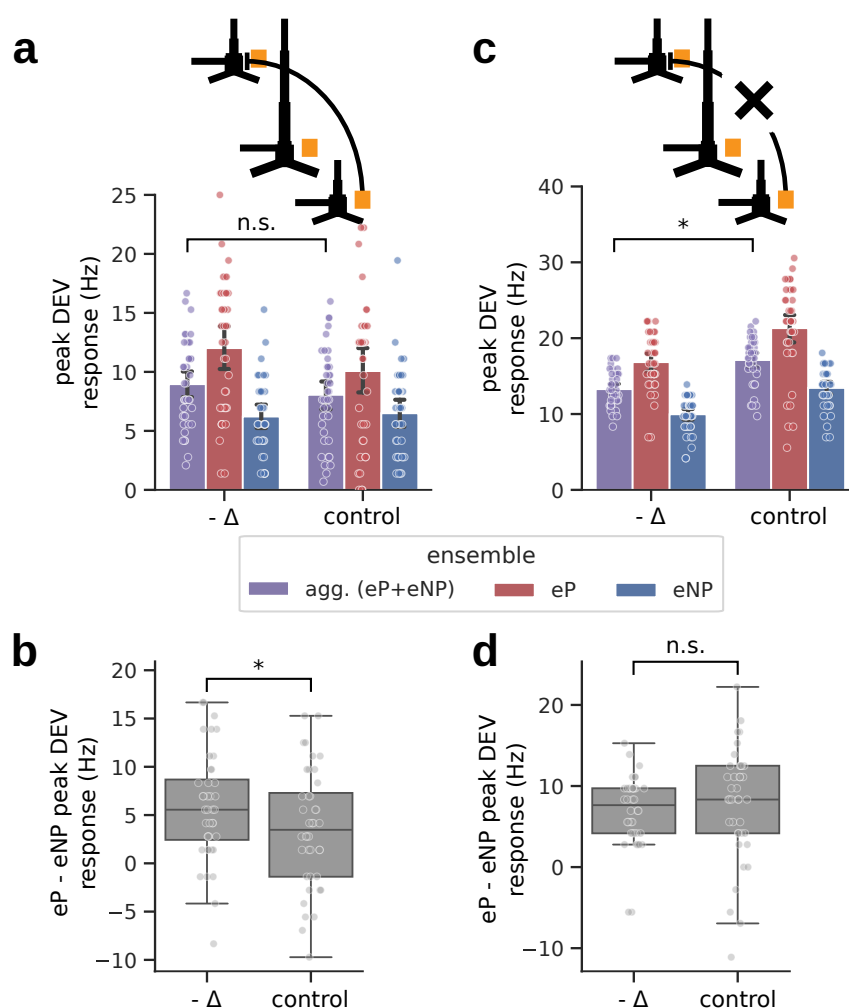 a
n.s.
peak DEV
response (Hz)
25
20
15
10
5
0
- Δ
control
c
*
peak DEV
response (Hz)
40
30
20
10
0
- Δ
control
ensemble
agg. (eP+eNP)
eP
eNP
b
*
eP - eNP peak DEV
response (Hz)
20
15
10
5
0
−5
−10
- Δ
control
d
n.s.
eP - eNP peak DEV
response (Hz)
20
10
0
−10
- Δ
control